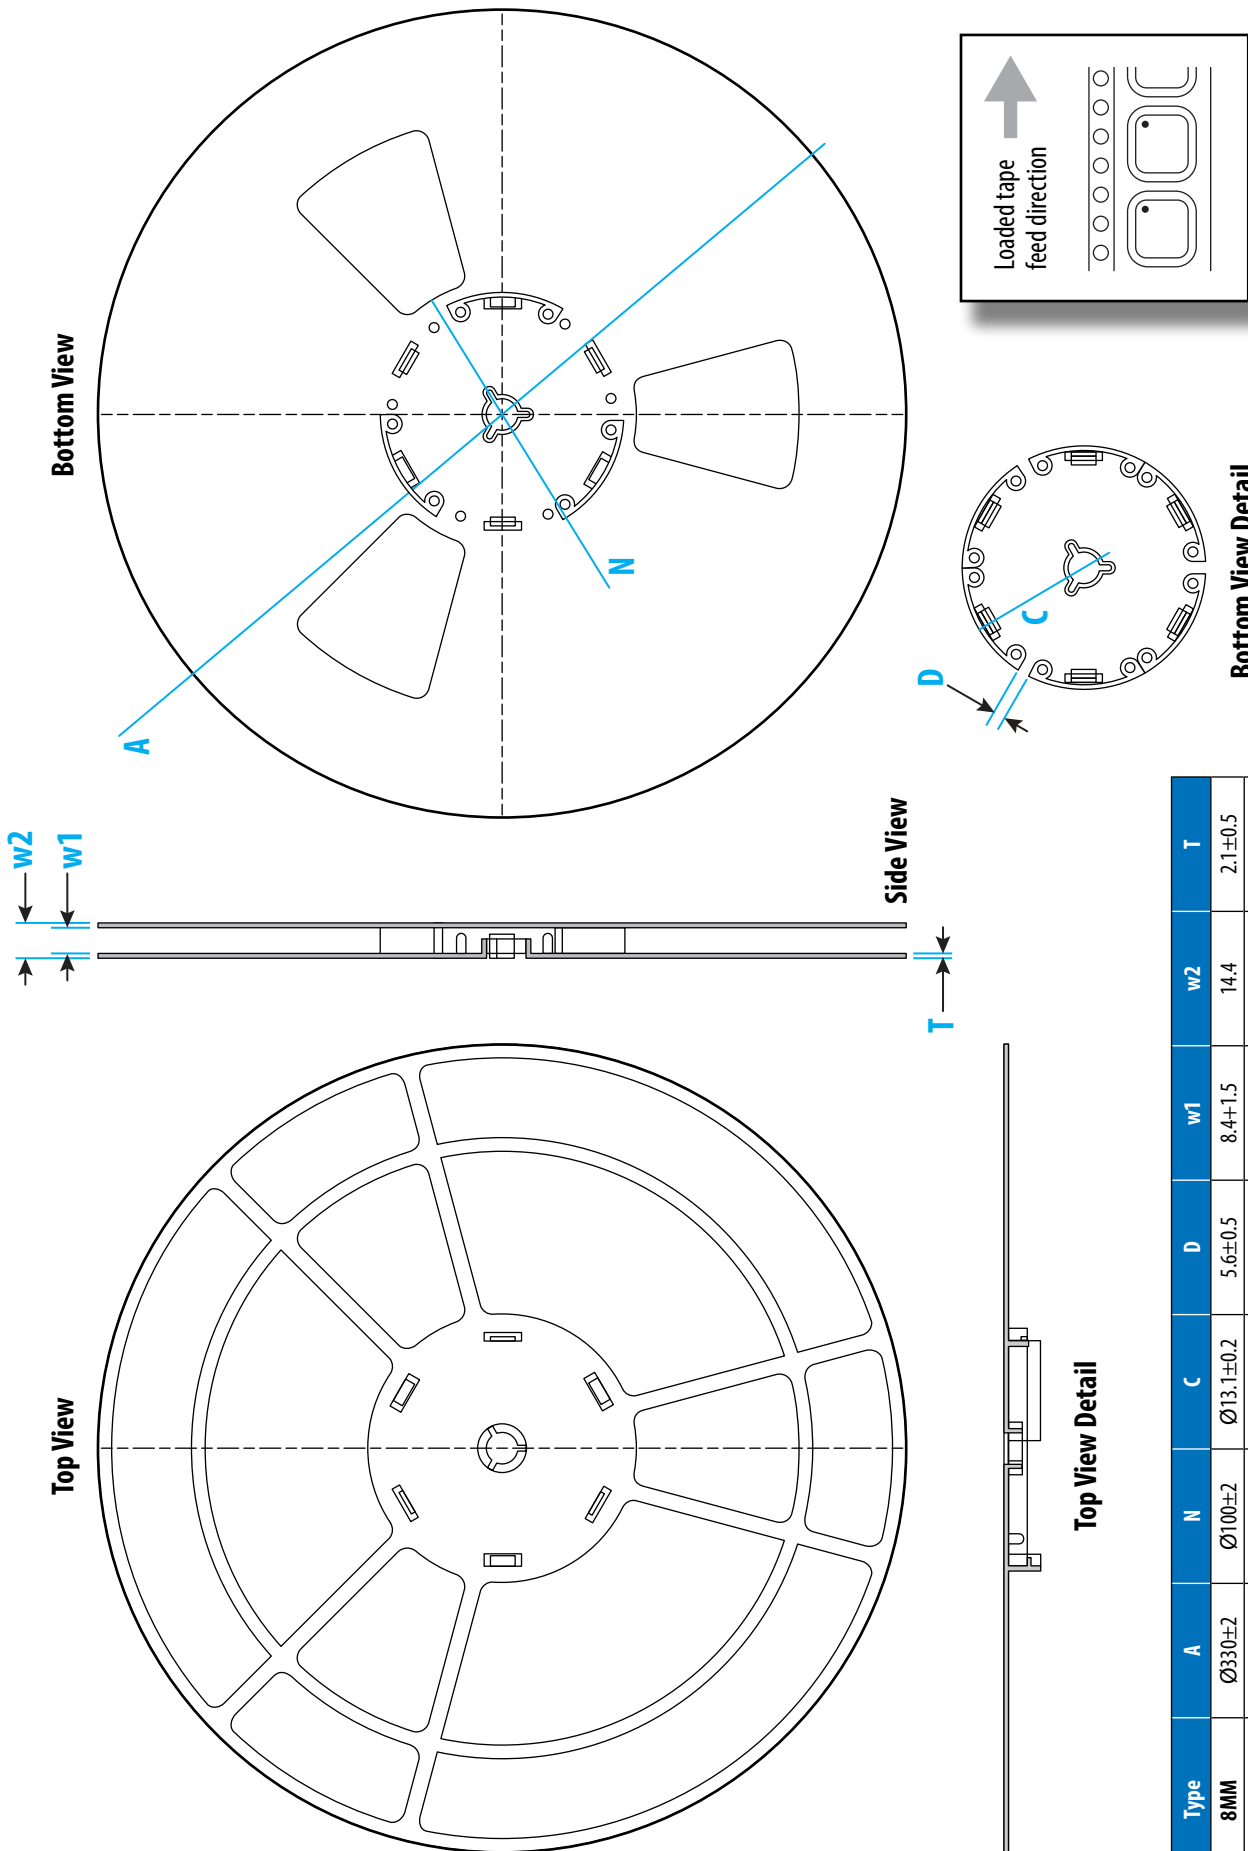 Top View
Bottom View
A
N
w2
w1
Side View
T
Loaded tape
feed direction
D
C
Bottom View Detail
Top View Detail
Type A N C D w1 w2 T
8MM Ø330±2 Ø100±2 Ø13.1±0.2 5.6±0.5 8.4+1.5 14.4 2.1±0.5